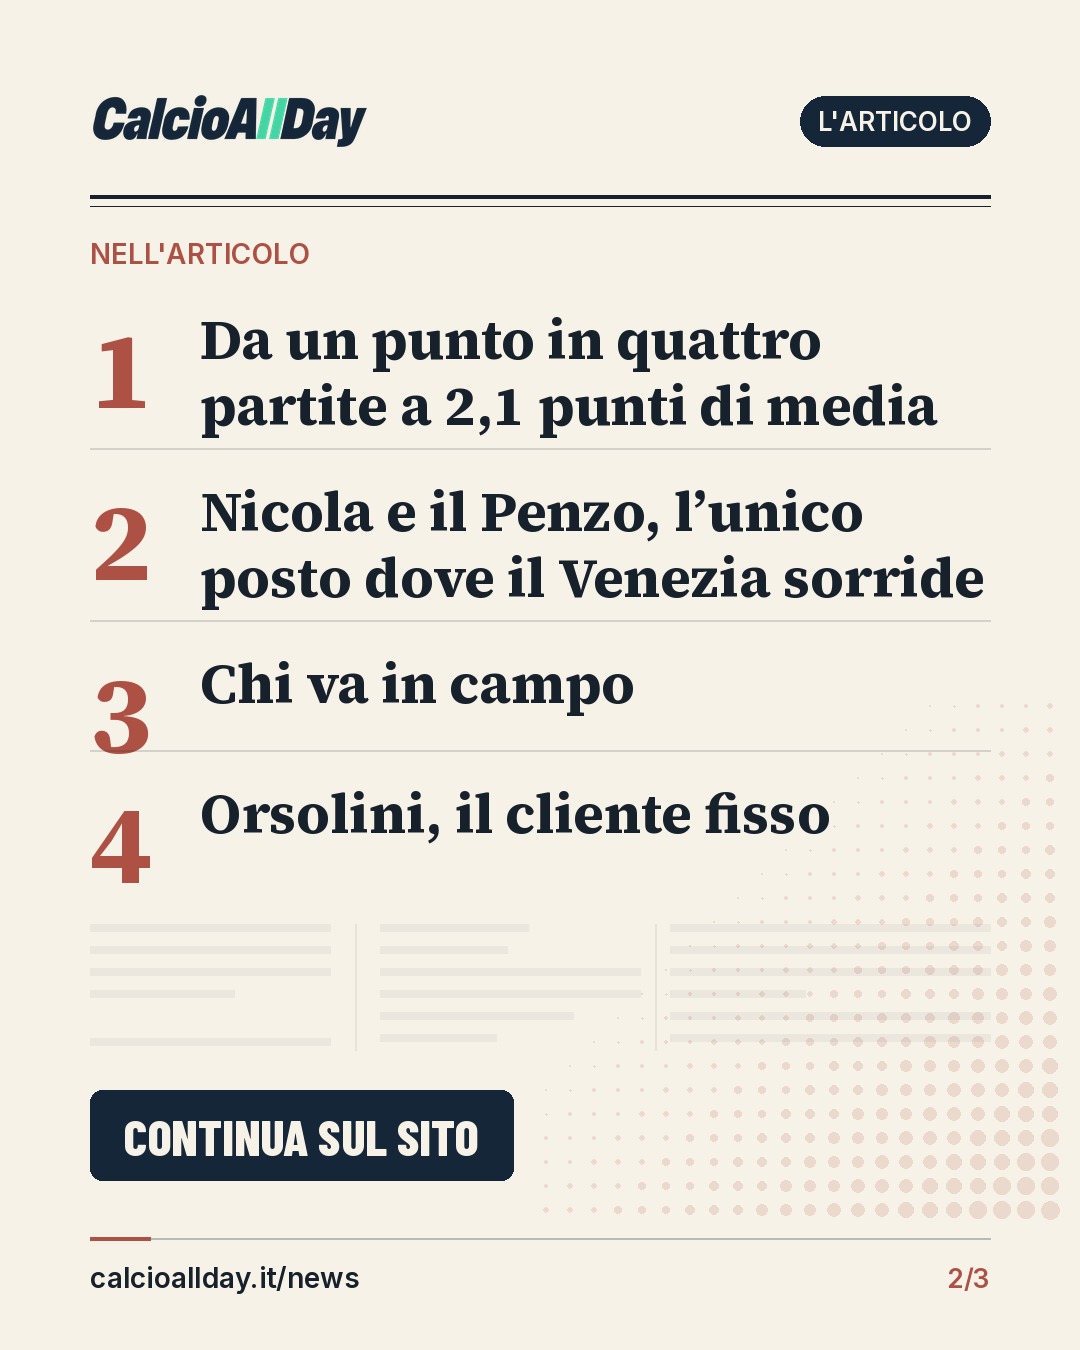 CalcioAllDay
L'ARTICOLO
NELL'ARTICOLO
1
Da un punto in quattro
partite a 2,1 punti di media
2
Nicola e il Penzo, l’unico
posto dove il Venezia sorride
3
Chi va in campo
4
Orsolini, il cliente fisso
CONTINUA SUL SITO
calcioallday.it/news
2/3